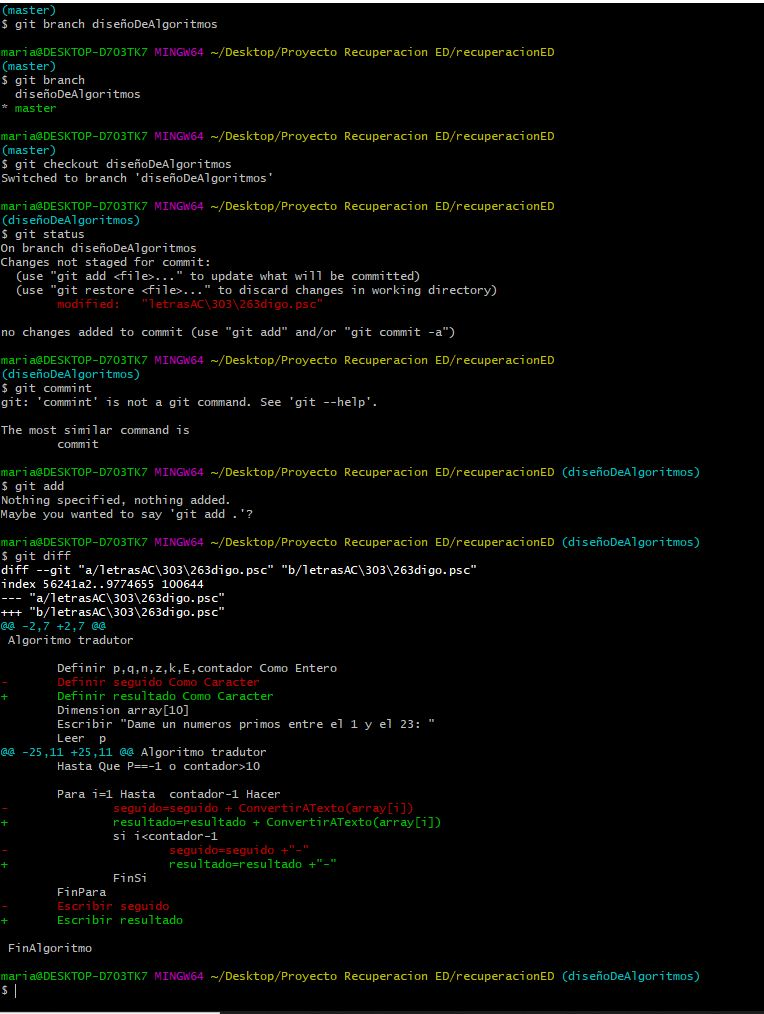 (master)
$ git branch diseñoDeAlgoritmos

maria@DESKTOP-D7O3TK7 MINGW64 ~/Desktop/Proyecto Recuperacion ED/recuperacionED
(master)
$ git branch
  diseñoDeAlgoritmos
* master

maria@DESKTOP-D7O3TK7 MINGW64 ~/Desktop/Proyecto Recuperacion ED/recuperacionED
(master)
$ git checkout diseñoDeAlgoritmos
Switched to branch 'diseñoDeAlgoritmos'

maria@DESKTOP-D7O3TK7 MINGW64 ~/Desktop/Proyecto Recuperacion ED/recuperacionED
(diseñoDeAlgoritmos)
$ git status
On branch diseñoDeAlgoritmos
Changes not staged for commit:
  (use "git add <file>..." to update what will be committed)
  (use "git restore <file>..." to discard changes in working directory)
        modified:   "letrasAC\303\263digo.psc"

no changes added to commit (use "git add" and/or "git commit -a")

maria@DESKTOP-D7O3TK7 MINGW64 ~/Desktop/Proyecto Recuperacion ED/recuperacionED
(diseñoDeAlgoritmos)
$ git commint
git: 'commint' is not a git command. See 'git --help'.

The most similar command is
        commit

maria@DESKTOP-D7O3TK7 MINGW64 ~/Desktop/Proyecto Recuperacion ED/recuperacionED (diseñoDeAlgoritmos)
$ git add
Nothing specified, nothing added.
Maybe you wanted to say 'git add .'?

maria@DESKTOP-D7O3TK7 MINGW64 ~/Desktop/Proyecto Recuperacion ED/recuperacionED (diseñoDeAlgoritmos)
$ git diff
diff --git "a/letrasAC\303\263digo.psc" "b/letrasAC\303\263digo.psc"
index 56241a2..9774655 100644
--- "a/letrasAC\303\263digo.psc"
+++ "b/letrasAC\303\263digo.psc"
@@ -2,7 +2,7 @@
 Algoritmo tradutor

        Definir p,q,n,z,k,E,contador Como Entero
-       Definir seguido Como Caracter
+       Definir resultado Como Caracter
        Dimension array[10]
        Escribir "Dame un numeros primos entre el 1 y el 23: "
        Leer  p
@@ -25,11 +25,11 @@ Algoritmo tradutor
        Hasta Que P==-1 o contador>10

        Para i=1 Hasta  contador-1 Hacer
-               seguido=seguido + ConvertirATexto(array[i])
+               resultado=resultado + ConvertirATexto(array[i])
                si i<contador-1
-                       seguido=seguido +"-"
+                       resultado=resultado +"-"
                FinSi
        FinPara
-       Escribir seguido
+       Escribir resultado

 FinAlgoritmo

maria@DESKTOP-D7O3TK7 MINGW64 ~/Desktop/Proyecto Recuperacion ED/recuperacionED (diseñoDeAlgoritmos)
$